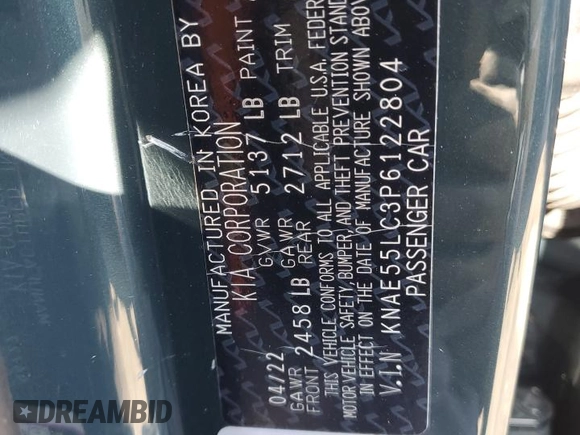 MANUFACTURED IN KOREA BY
KIA CORPORATION
04/22 GVWR 5137 LB PAINT
GAWR FRONT 2458 LB GAWR REAR 2712 LB TRIM
THIS VEHICLE CONFORMS TO ALL APPLICABLE U.S.A. FEDER
MOTOR VEHICLE SAFETY, BUMPER, AND THEFT PREVENTION STAND
IN EFFECT ON THE DATE OF MANUFACTURE SHOWN ABOV
V.I.N KNAE55LC3P6122804
PASSENGER CAR
DREAMBID